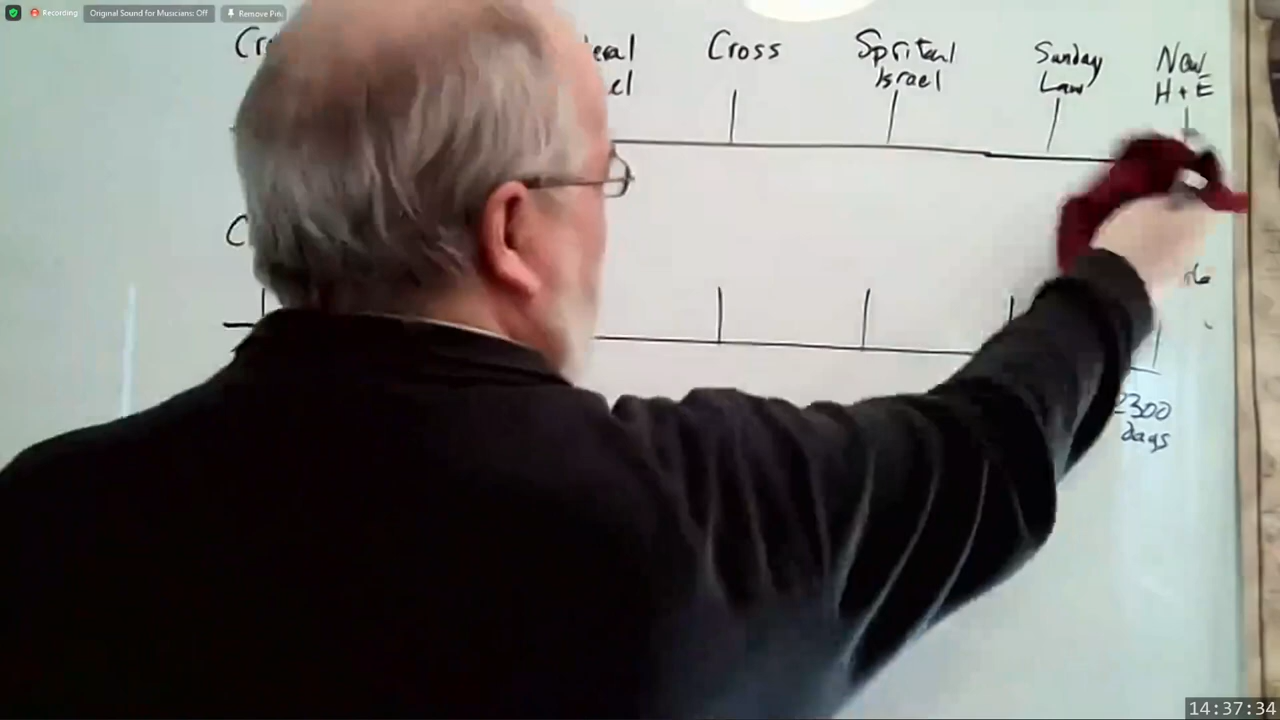 Recording
Original Sound for Musicians: Off
Remove Pin
Cross
Spritual
Israel
Sunday
Law
New
H + E
2300
days
14:37:34